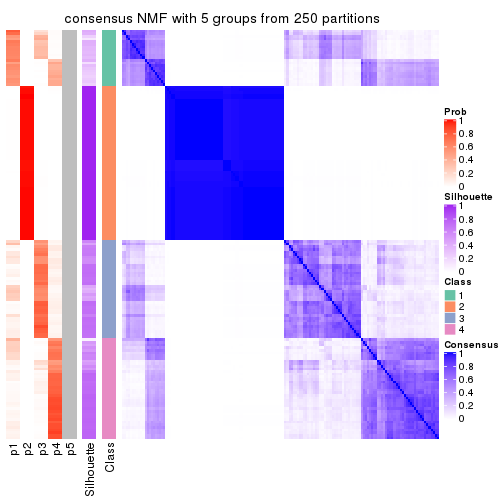 consensus NMF with 5 groups from 250 partitions
Prob
1
0.8
0.6
0.4
0.2
0
Silhouette
1
0.8
0.6
0.4
0.2
0
Class
1
2
3
4
Consensus
1
0.8
0.6
0.4
0.2
0
p1
p2
p3
p4
p5
Silhouette
Class